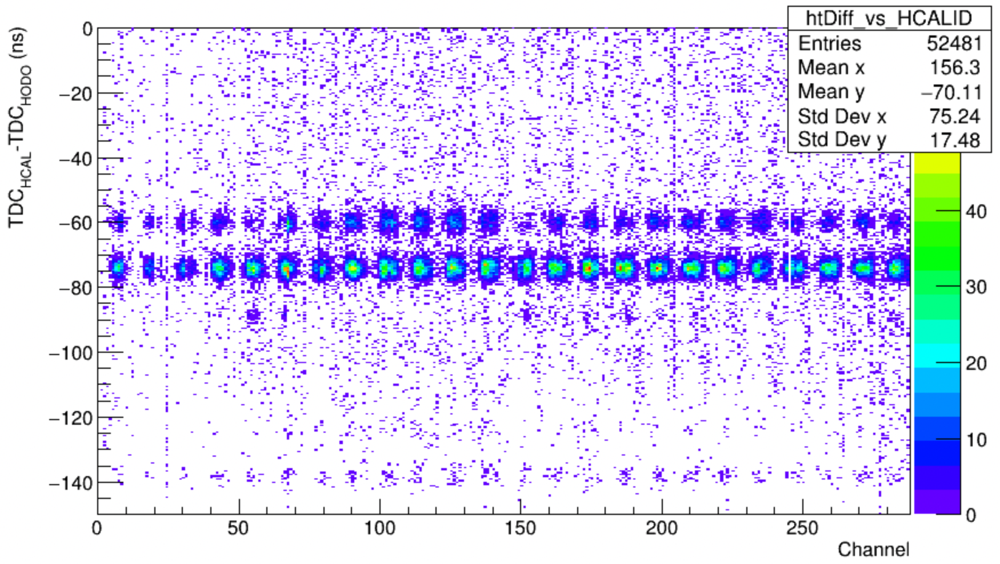 htDiff_vs_HCALID
Entries 52481
Mean x 156.3
Mean y −70.11
Std Dev x 75.24
Std Dev y 17.48
TDC_HCAL-TDC_HODO (ns)
0
−20
−40
−60
−80
−100
−120
−140
40
30
20
10
0
0 50 100 150 200 250
Channel